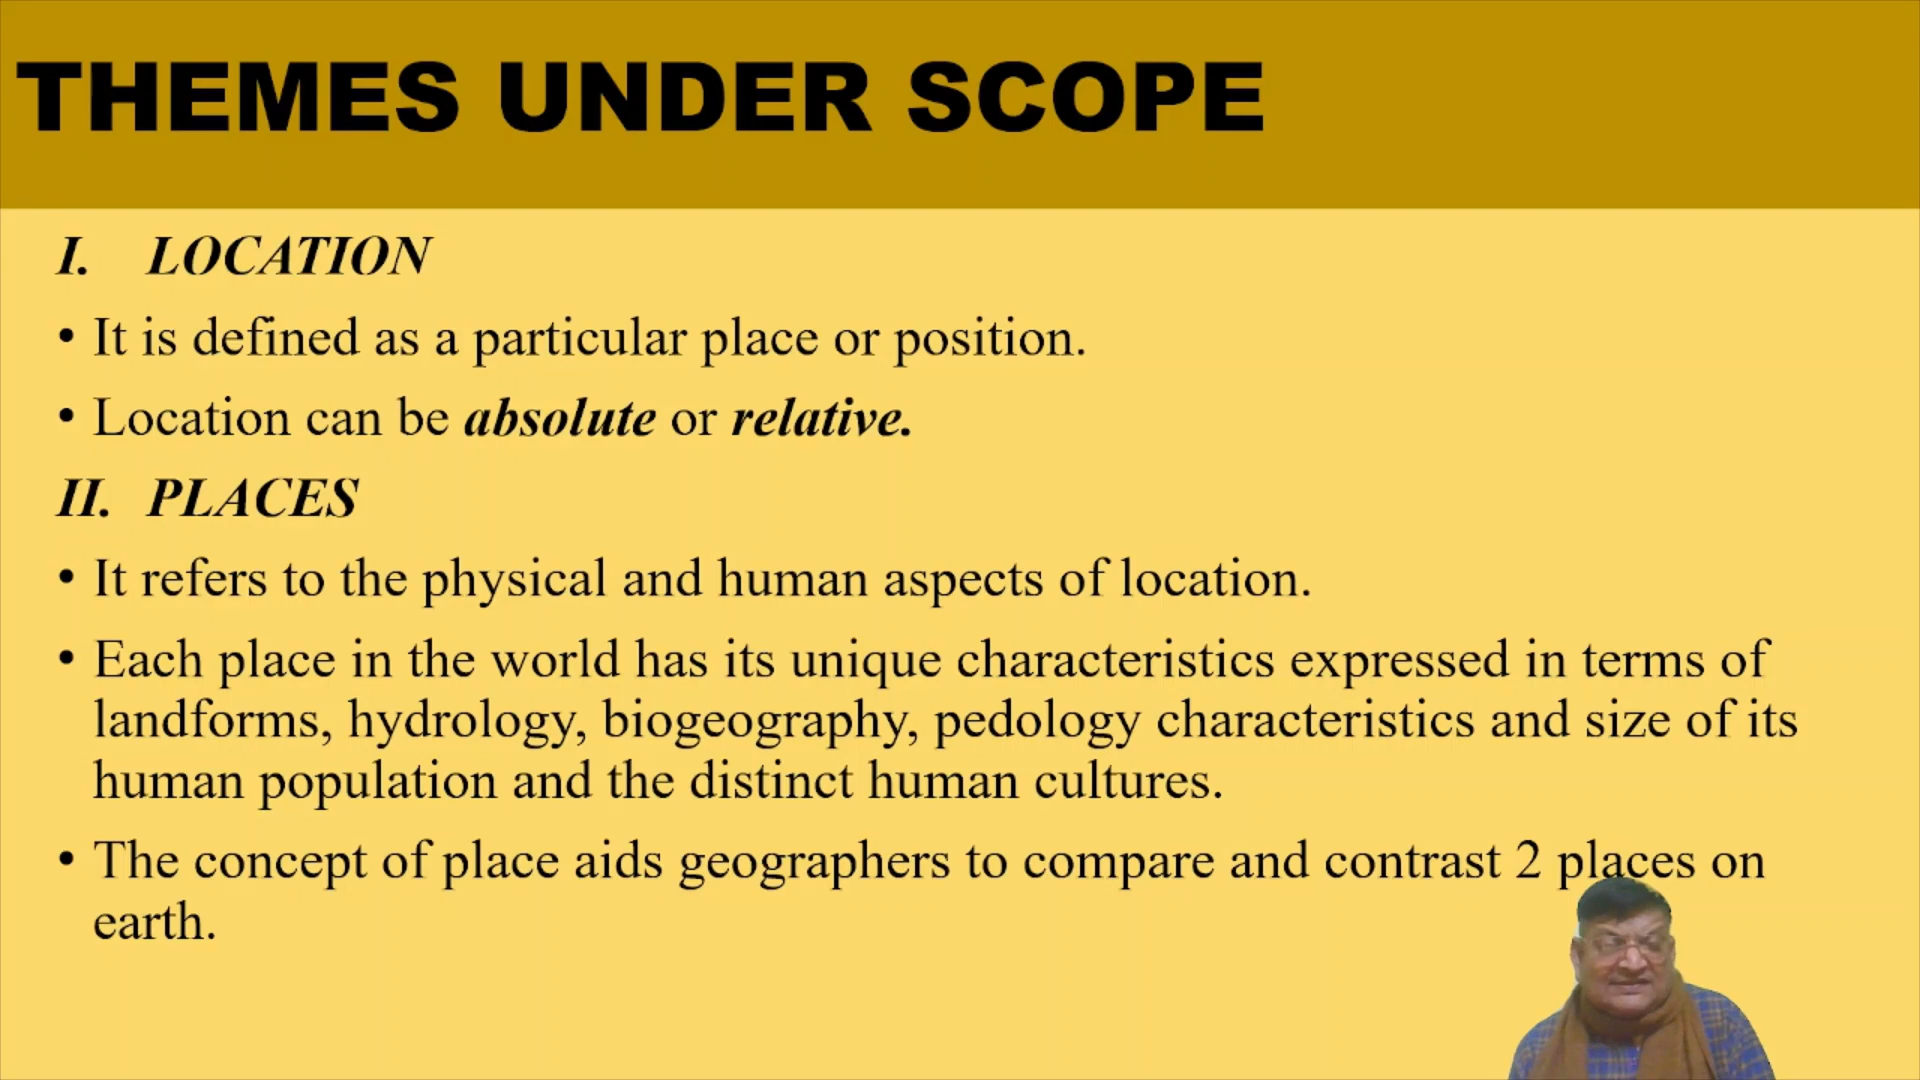 THEMES UNDER SCOPE
I. LOCATION
• It is defined as a particular place or position.
• Location can be absolute or relative.
II. PLACES
• It refers to the physical and human aspects of location.
• Each place in the world has its unique characteristics expressed in terms of
landforms, hydrology, biogeography, pedology characteristics and size of its
human population and the distinct human cultures.
• The concept of place aids geographers to compare and contrast 2 places on
earth.